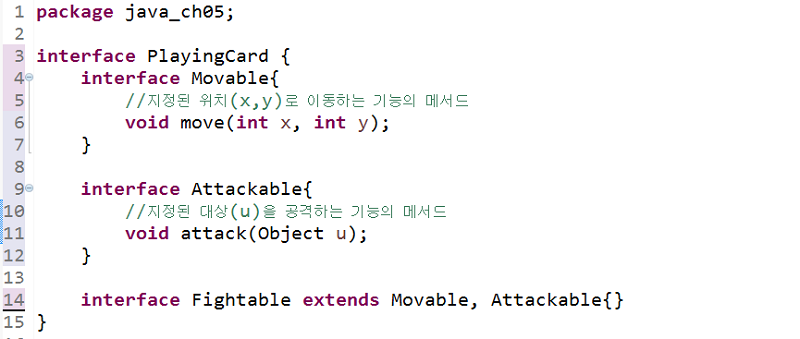 1 package java_ch05;
2
3 interface PlayingCard {
4 interface Movable{
5 //지정된 위치(x,y)로 이동하는 기능의 메서드
6 void move(int x, int y);
7 }
8
9 interface Attackable{
10 //지정된 대상(u)을 공격하는 기능의 메서드
11 void attack(Object u);
12 }
13
14 interface Fightable extends Movable, Attackable{}
15 }